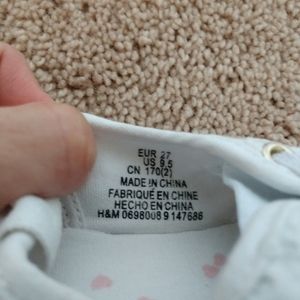 EUR 27
US 9.5
CN 170(2)
MADE IN CHINA
FABRIQUÉ EN CHINE
HECHO EN CHINA
H&M 0698008 9 147686